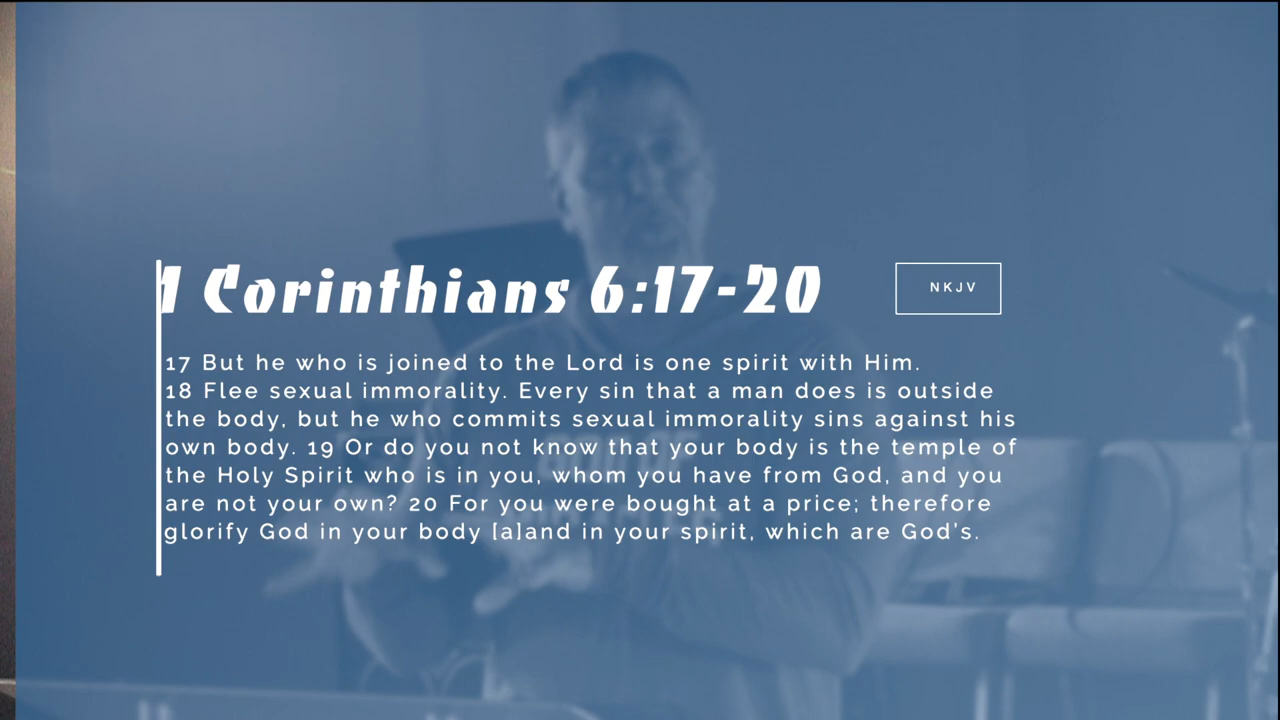 1 Corinthians 6:17-20
NKJV
17 But he who is joined to the Lord is one spirit with Him.
18 Flee sexual immorality. Every sin that a man does is outside
the body, but he who commits sexual immorality sins against his
own body. 19 Or do you not know that your body is the temple of
the Holy Spirit who is in you, whom you have from God, and you
are not your own? 20 For you were bought at a price; therefore
glorify God in your body [a]and in your spirit, which are God's.